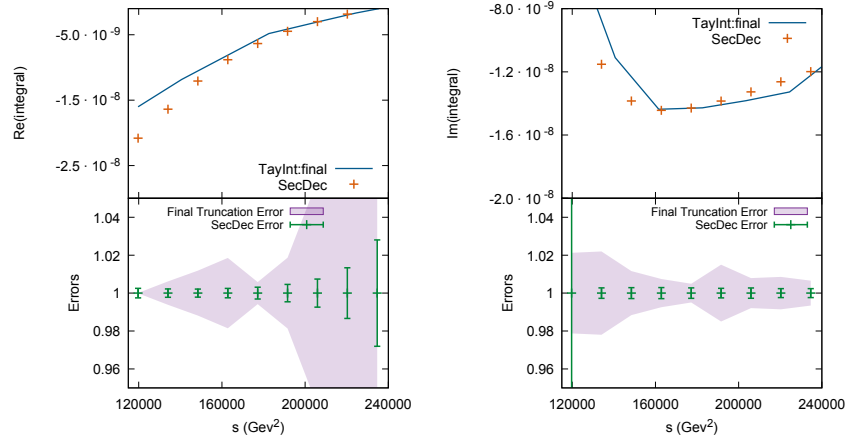 -5.0 · 10⁻⁹
-1.5 · 10⁻⁸
-2.5 · 10⁻⁸
Re(integral)
TayInt:final
SecDec
1.04
1.02
1
0.98
0.96
Errors
Final Truncation Error
SecDec Error
120000 160000 200000 240000
s (Gev²)
-8.0 · 10⁻⁹
-1.2 · 10⁻⁸
-1.6 · 10⁻⁸
-2.0 · 10⁻⁸
Im(integral)
TayInt:final
SecDec
1.04
1.02
1
0.98
0.96
Errors
Final Truncation Error
SecDec Error
120000 160000 200000 240000
s (Gev²)